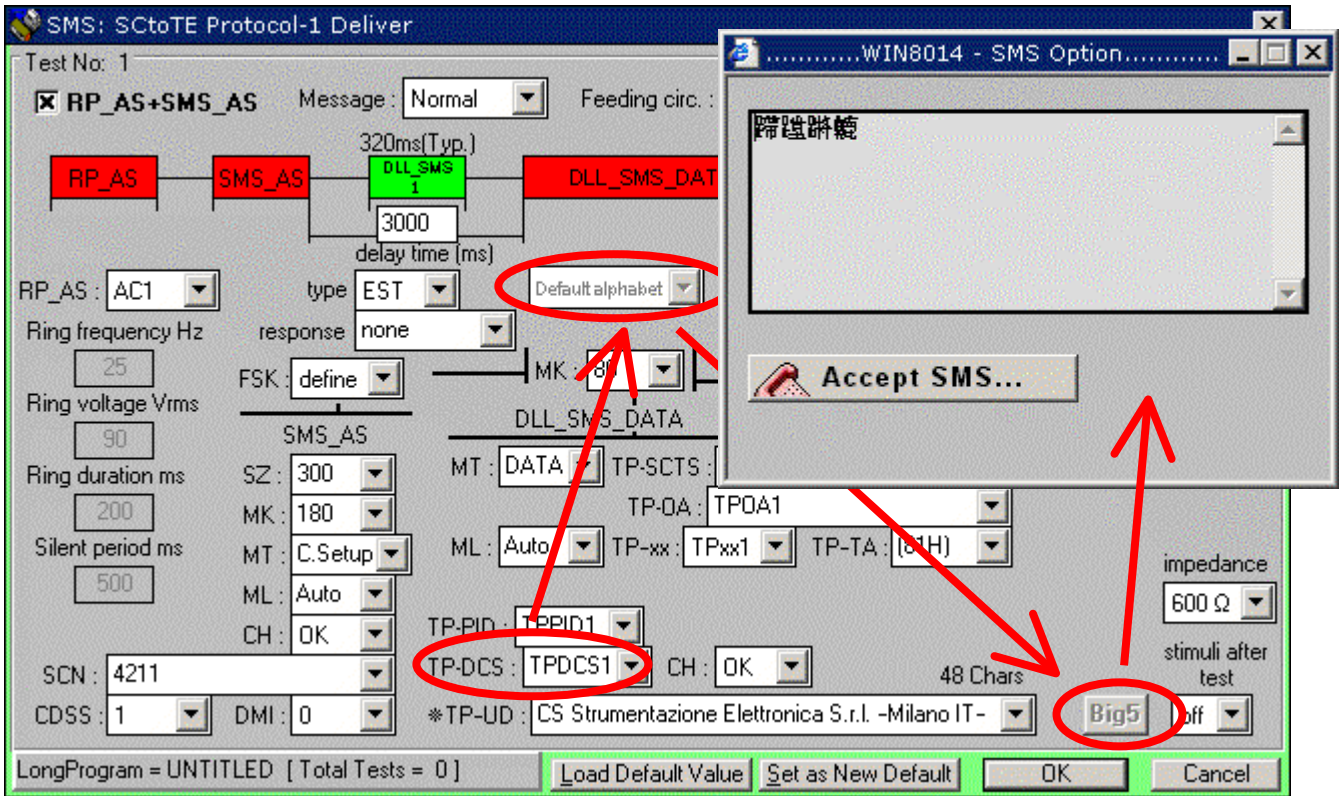 SMS: SCtoTE Protocol-1 Deliver
Test No: 1
RP_AS+SMS_AS
Message : Normal
Feeding circ. :
320ms(Typ.)
RP_AS
SMS_AS
DLL_SMS
1
DLL_SMS_DAT
3000
delay time (ms)
RP_AS : AC1
type EST
Default alphabet
Ring frequency Hz
response none
25
FSK : define
MK : 80
Ring voltage Vrms
90
SMS_AS
DLL_SMS_DATA
Ring duration ms
SZ : 300
MT : DATA
TP-SCTS :
200
MK : 180
TP-OA : TPOA1
Silent period ms
MT : C.Setup
ML : Auto
TP-xx : TPxx1
TP-TA : (81H)
500
ML : Auto
impedance
600 Ω
CH : OK
TP-PID : TPPID1
SCN : 4211
TP-DCS : TPDCS1
CH : OK
48 Chars
stimuli after
test
CDSS : 1
DMI : 0
*TP-UD : CS Strumentazione Elettronica S.r.l. -Milano IT-
Big5
off
LongProgram = UNTITLED [ Total Tests = 0 ]
Load Default Value
Set as New Default
OK
Cancel
............WIN8014 - SMS Option............
Accept SMS...